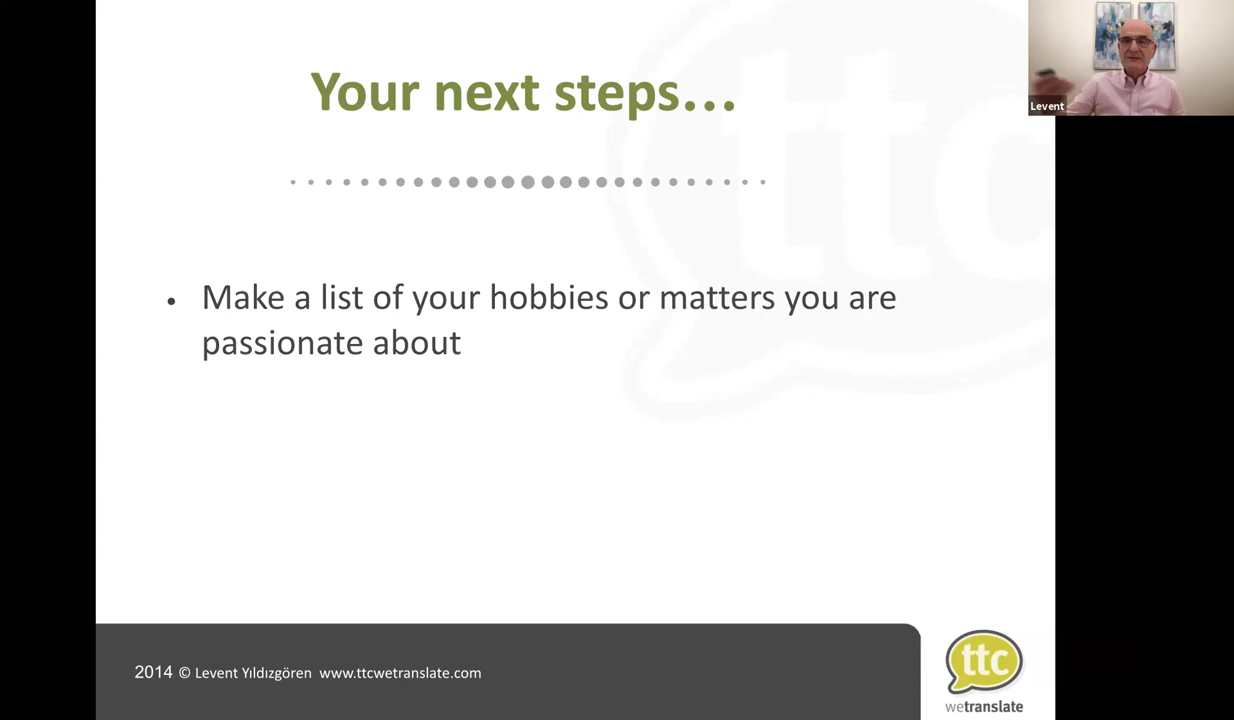 Your next steps…
Levent
• Make a list of your hobbies or matters you are
passionate about
2014 © Levent Yıldızgören www.ttcwetranslate.com
ttc
wetranslate